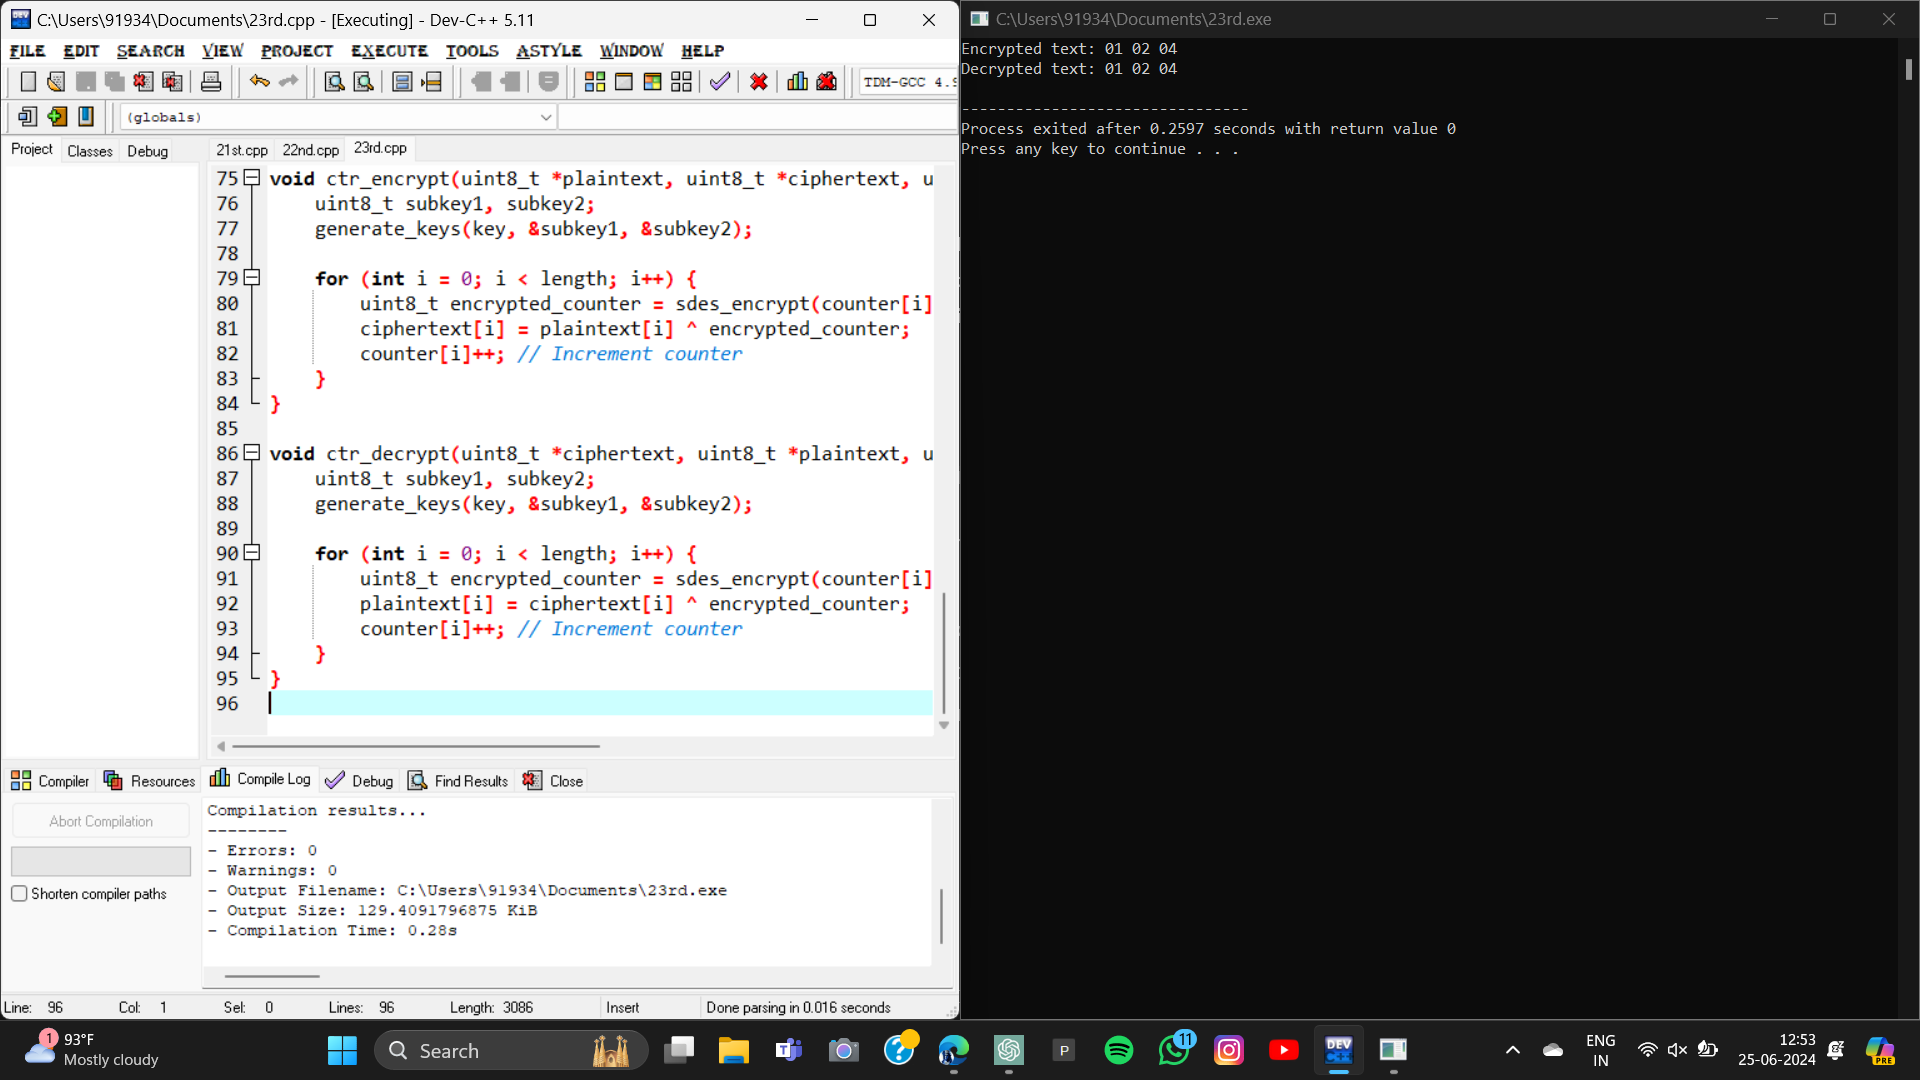 C:\Users\91934\Documents\23rd.cpp - [Executing] - Dev-C++ 5.11
FILE EDIT SEARCH VIEW PROJECT EXECUTE TOOLS ASTYLE WINDOW HELP
TDM-GCC 4.9
(globals)
Project Classes Debug
21st.cpp 22nd.cpp 23rd.cpp
75 void ctr_encrypt(uint8_t *plaintext, uint8_t *ciphertext, u
76 uint8_t subkey1, subkey2;
77 generate_keys(key, &subkey1, &subkey2);
78
79 for (int i = 0; i < length; i++) {
80 uint8_t encrypted_counter = sdes_encrypt(counter[i]
81 ciphertext[i] = plaintext[i] ^ encrypted_counter;
82 counter[i]++; // Increment counter
83 }
84 }
85
86 void ctr_decrypt(uint8_t *ciphertext, uint8_t *plaintext, u
87 uint8_t subkey1, subkey2;
88 generate_keys(key, &subkey1, &subkey2);
89
90 for (int i = 0; i < length; i++) {
91 uint8_t encrypted_counter = sdes_encrypt(counter[i]
92 plaintext[i] = ciphertext[i] ^ encrypted_counter;
93 counter[i]++; // Increment counter
94 }
95 }
96
Compiler Resources Compile Log Debug Find Results Close
Abort Compilation
Shorten compiler paths
Compilation results...
--------
- Errors: 0
- Warnings: 0
- Output Filename: C:\Users\91934\Documents\23rd.exe
- Output Size: 129.4091796875 KiB
- Compilation Time: 0.28s
Line: 96 Col: 1 Sel: 0 Lines: 96 Length: 3086 Insert Done parsing in 0.016 seconds
C:\Users\91934\Documents\23rd.exe
Encrypted text: 01 02 04
Decrypted text: 01 02 04
--------------------------------
Process exited after 0.2597 seconds with return value 0
Press any key to continue . . .
1
93°F
Mostly cloudy
Search
P
11
DEV
ENG
IN
12:53
25-06-2024
PRE